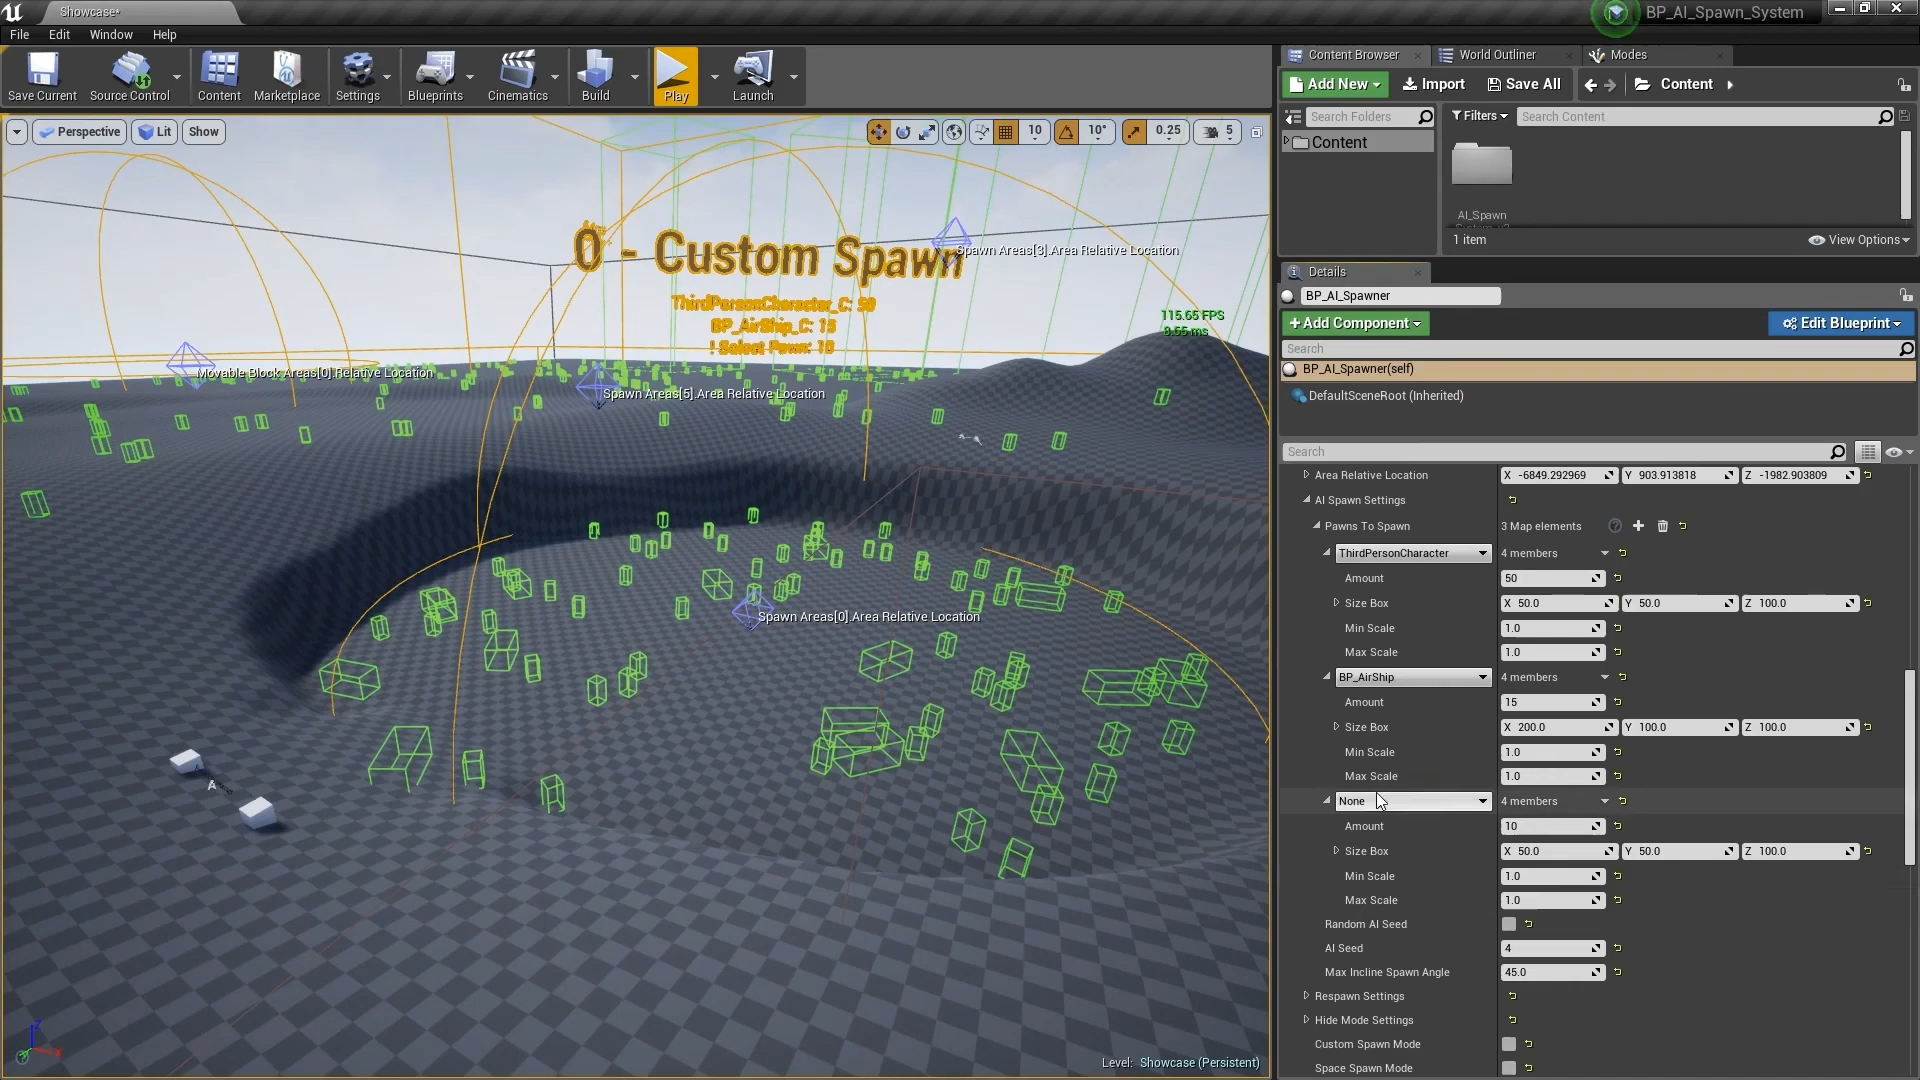 Showcase*
BP_AI_Spawn_System
File Edit Window Help
Save Current
Source Control
Content
Marketplace
Settings
Blueprints
Cinematics
Build
Play
Launch
Perspective
Lit
Show
10
10°
0.25
5
0 - Custom Spawn
ThirdPersonCharacter_C: 50
BP_AirShip_C: 15
! Select Pawn: 10
115.65 FPS
8.65 ms
Spawn Areas[3].Area Relative Location
Movable Block Areas[0].Relative Location
Spawn Areas[5].Area Relative Location
Spawn Areas[0].Area Relative Location
A
Z
X
Level: Showcase (Persistent)
Content Browser
World Outliner
Modes
Add New
Import
Save All
Content
Search Folders
Filters
Search Content
Content
AI_Spawn
1 item
View Options
Details
BP_AI_Spawner
+Add Component
Edit Blueprint
Search
BP_AI_Spawner(self)
DefaultSceneRoot (Inherited)
Search
Area Relative Location X -6849.292969 Y 903.913818 Z -1982.903809
AI Spawn Settings
Pawns To Spawn 3 Map elements
ThirdPersonCharacter 4 members
Amount 50
Size Box X 50.0 Y 50.0 Z 100.0
Min Scale 1.0
Max Scale 1.0
BP_AirShip 4 members
Amount 15
Size Box X 200.0 Y 100.0 Z 100.0
Min Scale 1.0
Max Scale 1.0
None 4 members
Amount 10
Size Box X 50.0 Y 50.0 Z 100.0
Min Scale 1.0
Max Scale 1.0
Random AI Seed
AI Seed 4
Max Incline Spawn Angle 45.0
Respawn Settings
Hide Mode Settings
Custom Spawn Mode
Space Spawn Mode